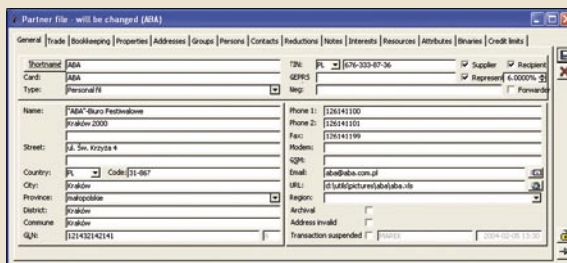 Partner file - will be changed (ABA)
General Trade Bookkeeping Properties Addresses Groups Persons Contacts Reductions Notes Interests Resources Attributes Binaries Credit limits
Shortname ABA
Card: ABA
Type: Personal fil
TIN: PL 676-333-87-36 Supplier Recipient
GEPRS Represent 6.0000%
Neg: Forwarder
Name: "ABA"-Biuro Festiwalowe
Kraków 2000
Street: ul. Św. Krzyża 4
Country: PL Code: 31-867
City: Kraków
Province: małopolskie
District: Kraków
Commune Kraków
GLN: 121432142141 6
Phone 1: 126141100
Phone 2: 126141101
Fax: 126141199
Modem:
GSM:
Email: aba@aba.com.pl
URL: d:\utils\pictures\aba\aba.xls
Region:
Archival
Address invalid
Transaction suspended MAREK 2004-02-05 13:30